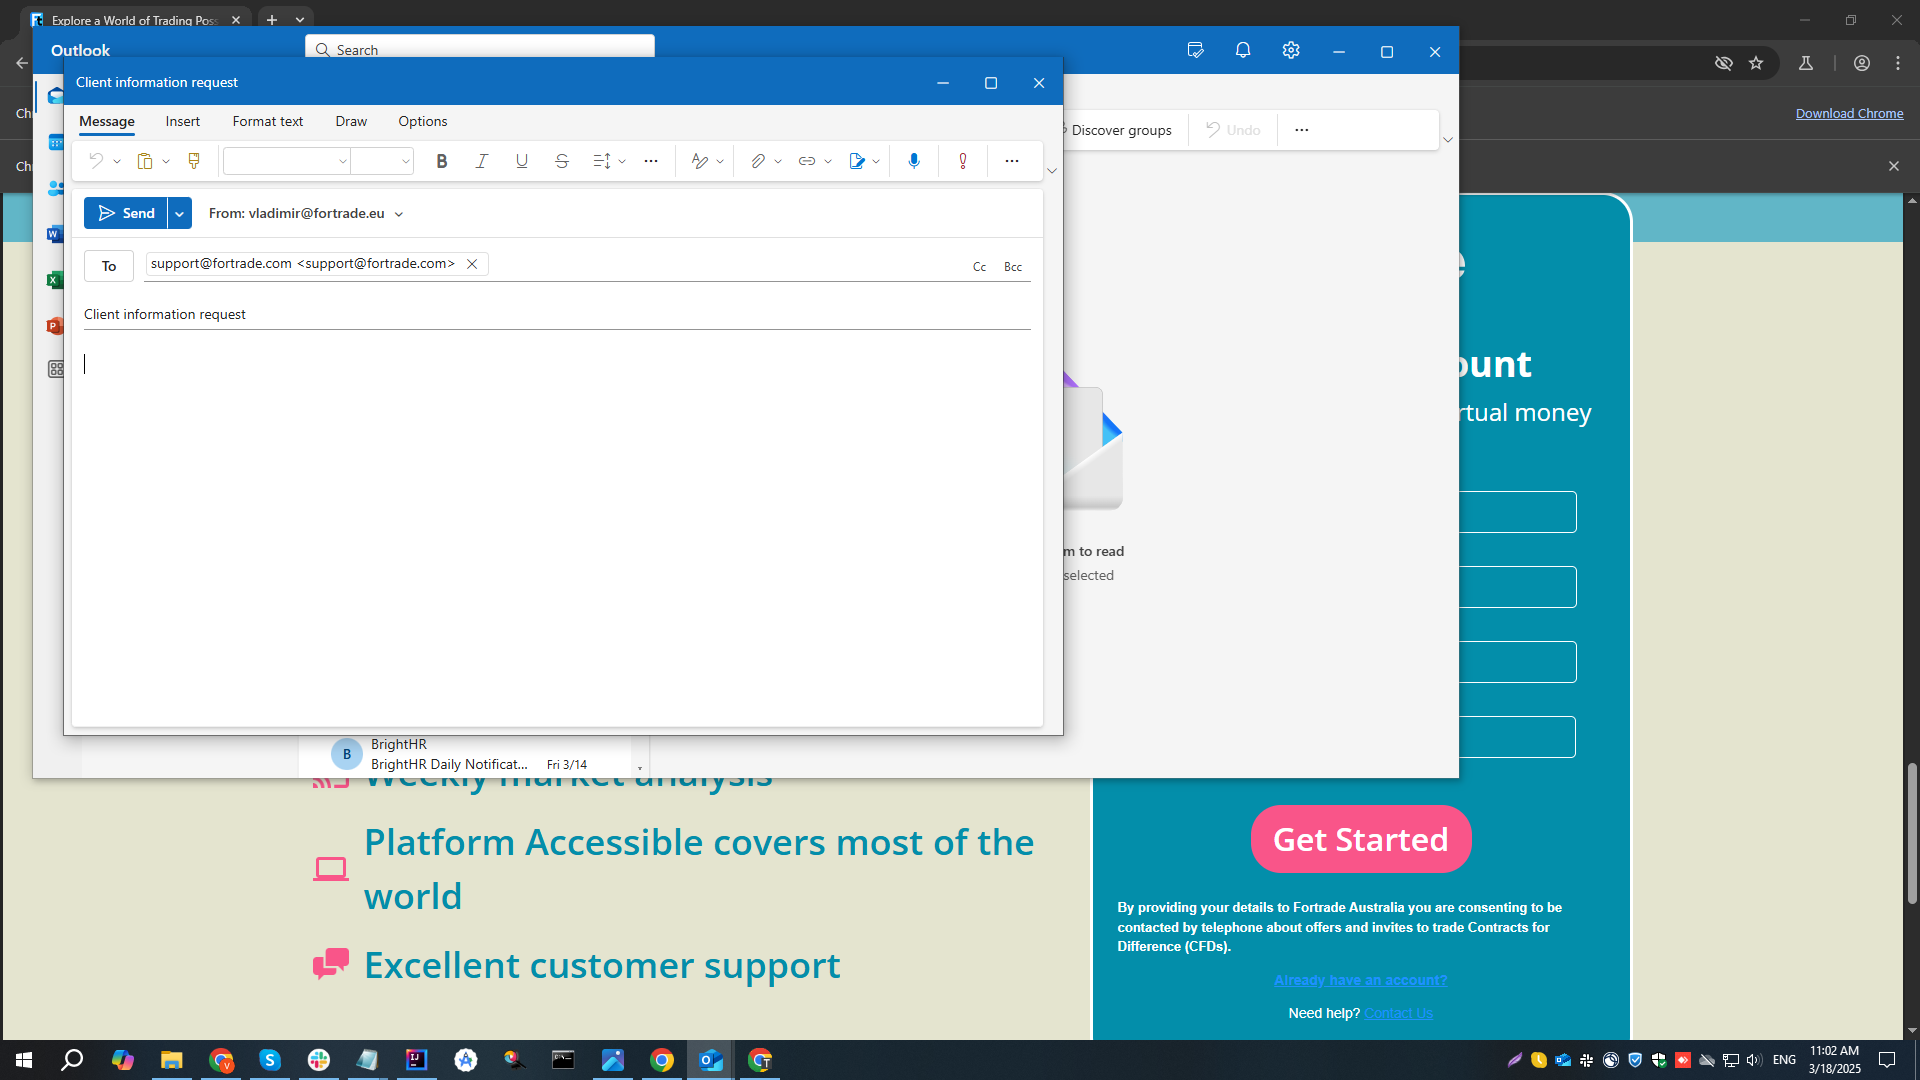 Explore a World of Trading Poss
Outlook
Search
Client information request
Download Chrome
Message
Insert
Format text
Draw
Options
Discover groups
Undo
Send
From: vladimir@fortrade.eu
To
support@fortrade.com <support@fortrade.com>
Cc
Bcc
Client information request
ount
rtual money
m to read
selected
B
BrightHR
BrightHR Daily Notificat...
Fri 3/14
Weekly market analysis
Platform Accessible covers most of the
world
Excellent customer support
Get Started
By providing your details to Fortrade Australia you are consenting to be
contacted by telephone about offers and invites to trade Contracts for
Difference (CFDs).
Already have an account?
Need help? Contact Us
ENG
11:02 AM
3/18/2025